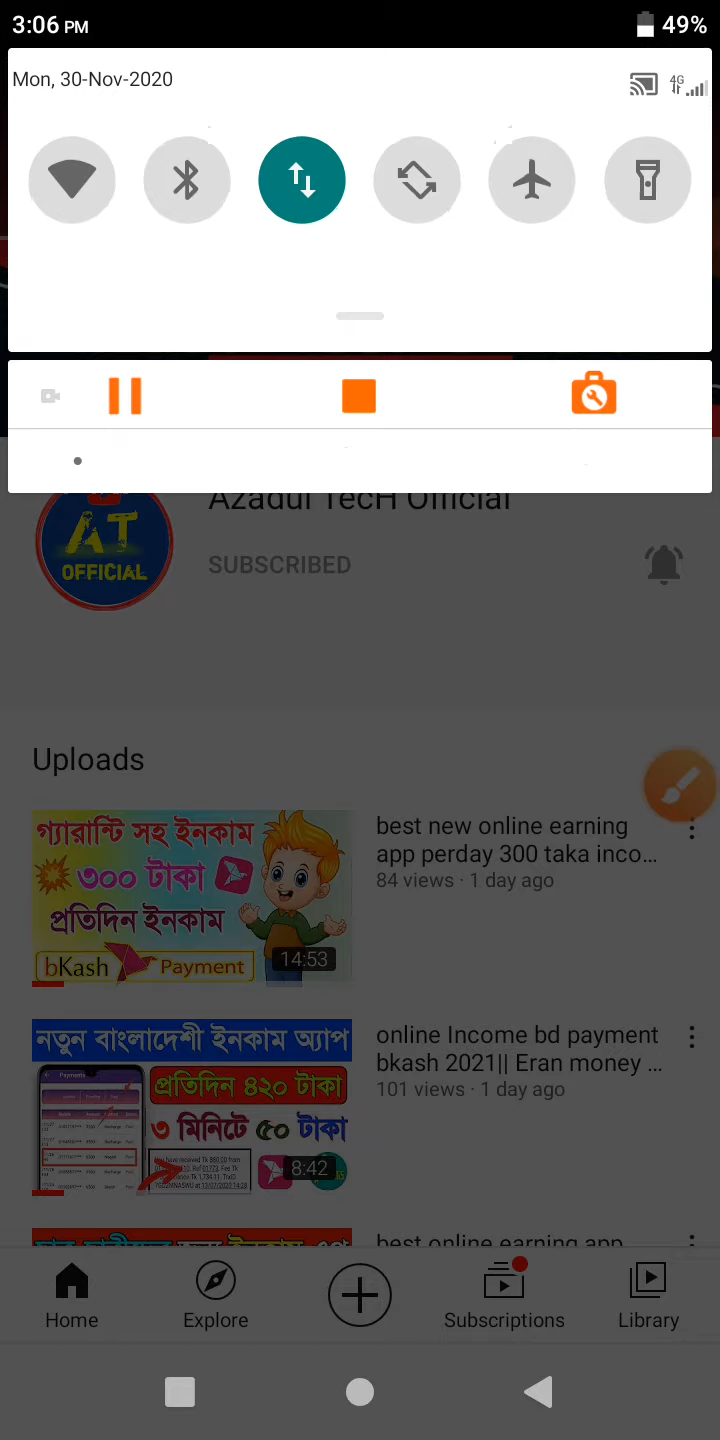 3:06 PM
49%
Mon, 30-Nov-2020
4G
Azadul TecH Official
AT
OFFICIAL
SUBSCRIBED
Uploads
গ্যারান্টি সহ ইনকাম
৩০০ টাকা
প্রতিদিন ইনকাম
bKash Payment
14:53
best new online earning
app perday 300 taka inco...
84 views · 1 day ago
নতুন বাংলাদেশী ইনকাম অ্যাপ
Payments
প্রতিদিন ৪২০ টাকা
৩ মিনিটে ৫০ টাকা
8:42
online Income bd payment
bkash 2021|| Eran money ...
101 views · 1 day ago
best online earning app
Home
Explore
Subscriptions
Library